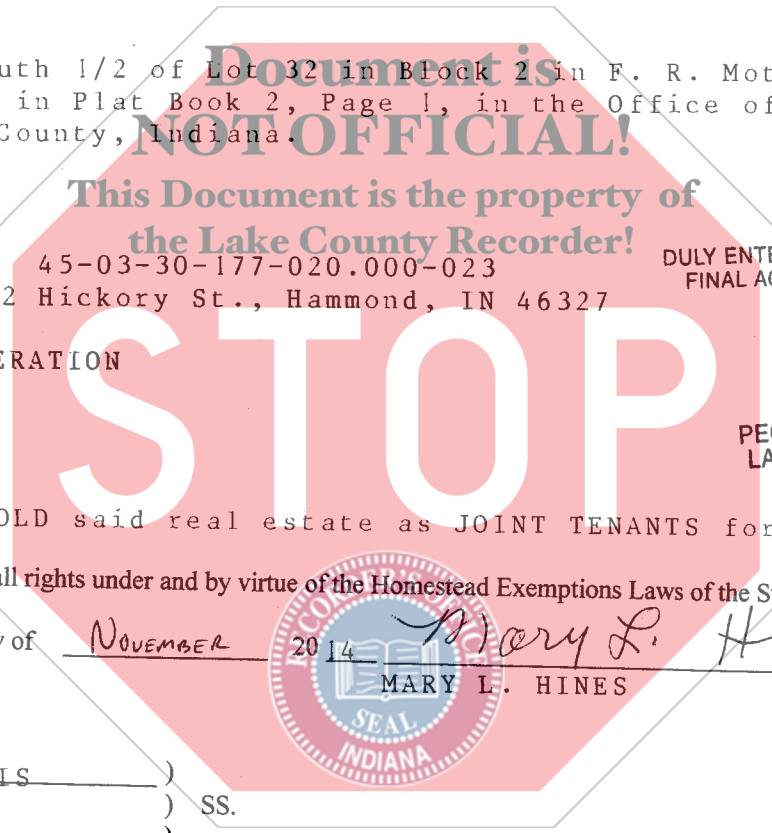 Document is
uth 1/2 of Lot 32 in Block 2 in F. R. Mot
in Plat Book 2, Page 1, in the Office of
County, Indiana.
NOT OFFICIAL!
This Document is the property of
the Lake County Recorder!
45-03-30-177-020.000-023
DULY ENTE
2 Hickory St., Hammond, IN 46327
FINAL AC
ERATION
STOP
PEG
LA
OLD said real estate as JOINT TENANTS for
all rights under and by virtue of the Homestead Exemptions Laws of the S
y of NOVEMBER 2014 Mary L. H
MARY L. HINES
RECORDER'S OFFICE
SEAL
INDIANA
IS )
) SS.
)